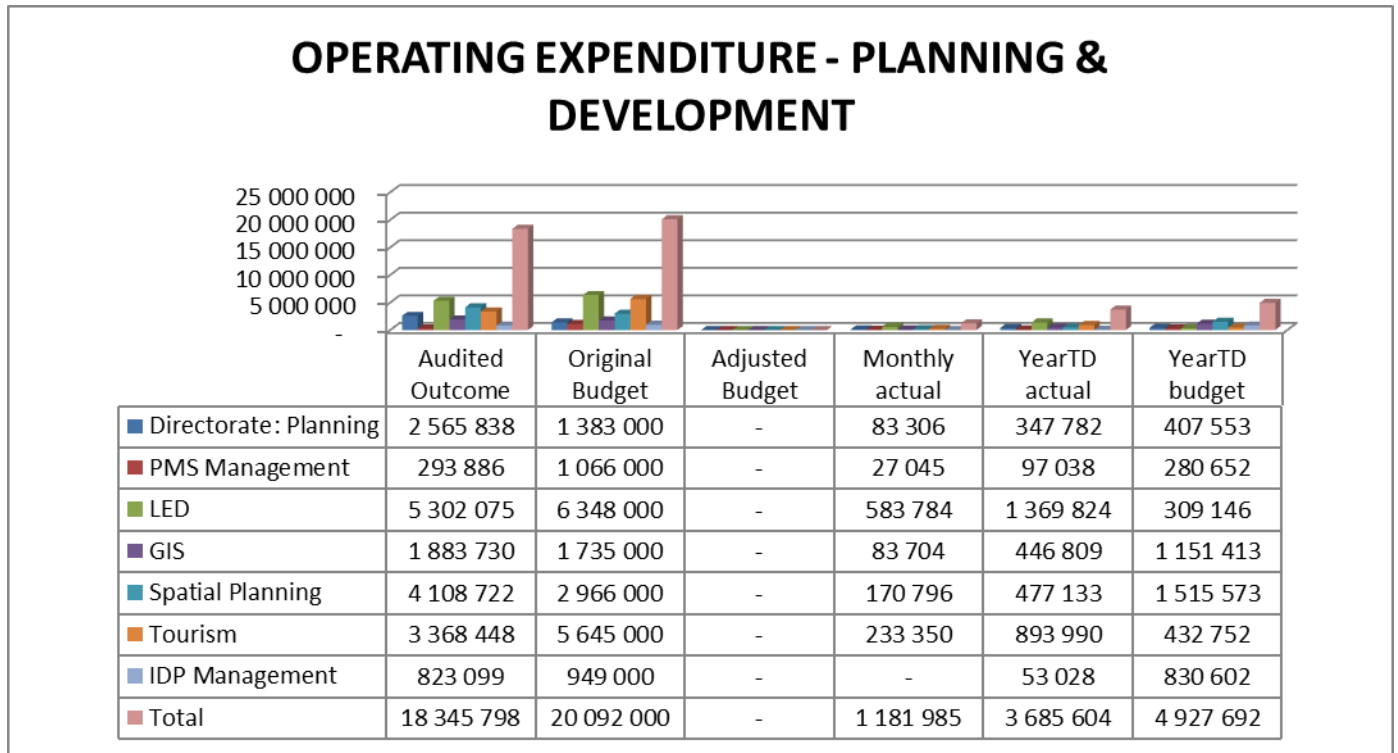 OPERATING EXPENDITURE - PLANNING &
DEVELOPMENT
25 000 000
20 000 000
15 000 000
10 000 000
5 000 000
-
Audited Outcome Original Budget Adjusted Budget Monthly actual YearTD actual YearTD budget
Directorate: Planning 2 565 838 1 383 000 - 83 306 347 782 407 553
PMS Management 293 886 1 066 000 - 27 045 97 038 280 652
LED 5 302 075 6 348 000 - 583 784 1 369 824 309 146
GIS 1 883 730 1 735 000 - 83 704 446 809 1 151 413
Spatial Planning 4 108 722 2 966 000 - 170 796 477 133 1 515 573
Tourism 3 368 448 5 645 000 - 233 350 893 990 432 752
IDP Management 823 099 949 000 - - 53 028 830 602
Total 18 345 798 20 092 000 - 1 181 985 3 685 604 4 927 692